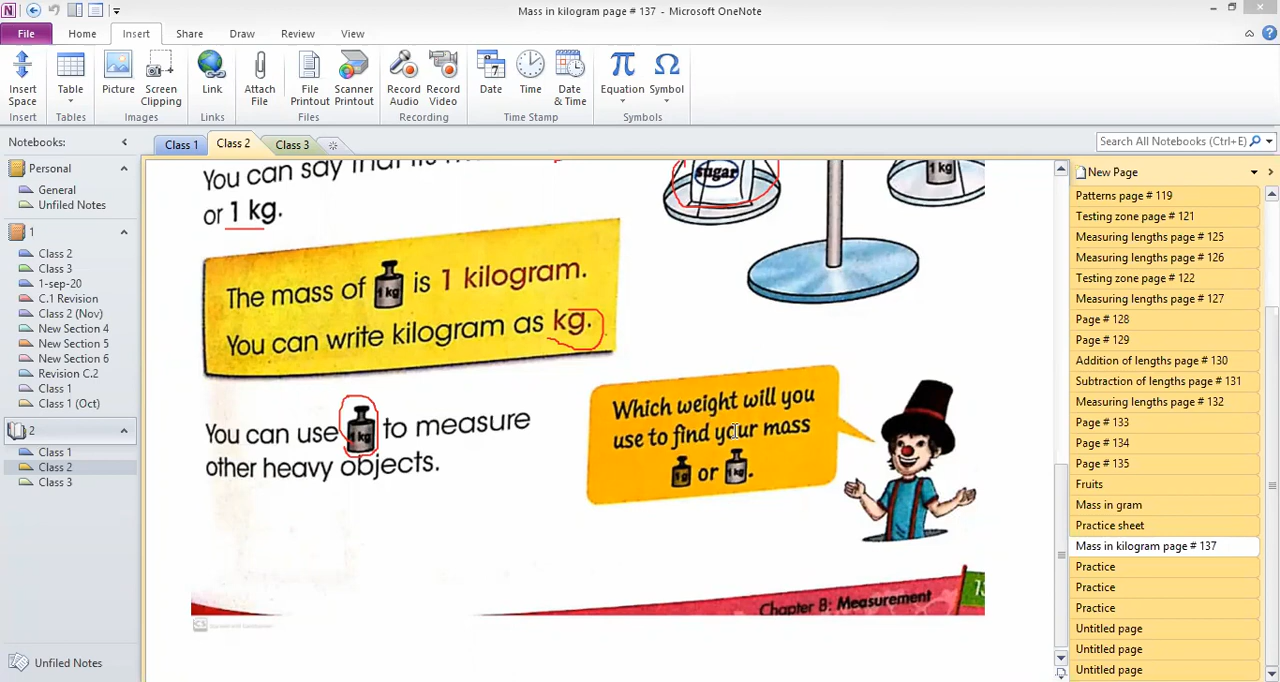 Mass in kilogram page # 137 - Microsoft OneNote
File Home Insert Share Draw Review View
Insert Space
Table
Picture
Screen Clipping
Link
Attach File
File Printout
Scanner Printout
Record Audio
Record Video
Date
Time
Date & Time
Equation
Symbol
Insert Tables Images Links Files Recording Time Stamp Symbols
Notebooks:
Personal
General
Unfiled Notes
1
Class 2
Class 3
1-sep-20
C.1 Revision
Class 2 (Nov)
New Section 4
New Section 5
New Section 6
Revision C.2
Class 1
Class 1 (Oct)
2
Class 1
Class 2
Class 3
Unfiled Notes
Class 1 Class 2 Class 3
Search All Notebooks (Ctrl+E)
You can say that its
or 1 kg.
sugar
1 kg
The mass of 1 kg is 1 kilogram.
You can write kilogram as kg.
You can use 1 kg to measure
other heavy objects.
Which weight will you
use to find your mass
1 g or 1 kg.
Chapter 8: Measurement
CS
New Page
Patterns page # 119
Testing zone page # 121
Measuring lengths page # 125
Measuring lengths page # 126
Testing zone page # 122
Measuring lengths page # 127
Page # 128
Page # 129
Addition of lengths page # 130
Subtraction of lengths page # 131
Measuring lengths page # 132
Page # 133
Page # 134
Page # 135
Fruits
Mass in gram
Practice sheet
Mass in kilogram page # 137
Practice
Practice
Practice
Untitled page
Untitled page
Untitled page